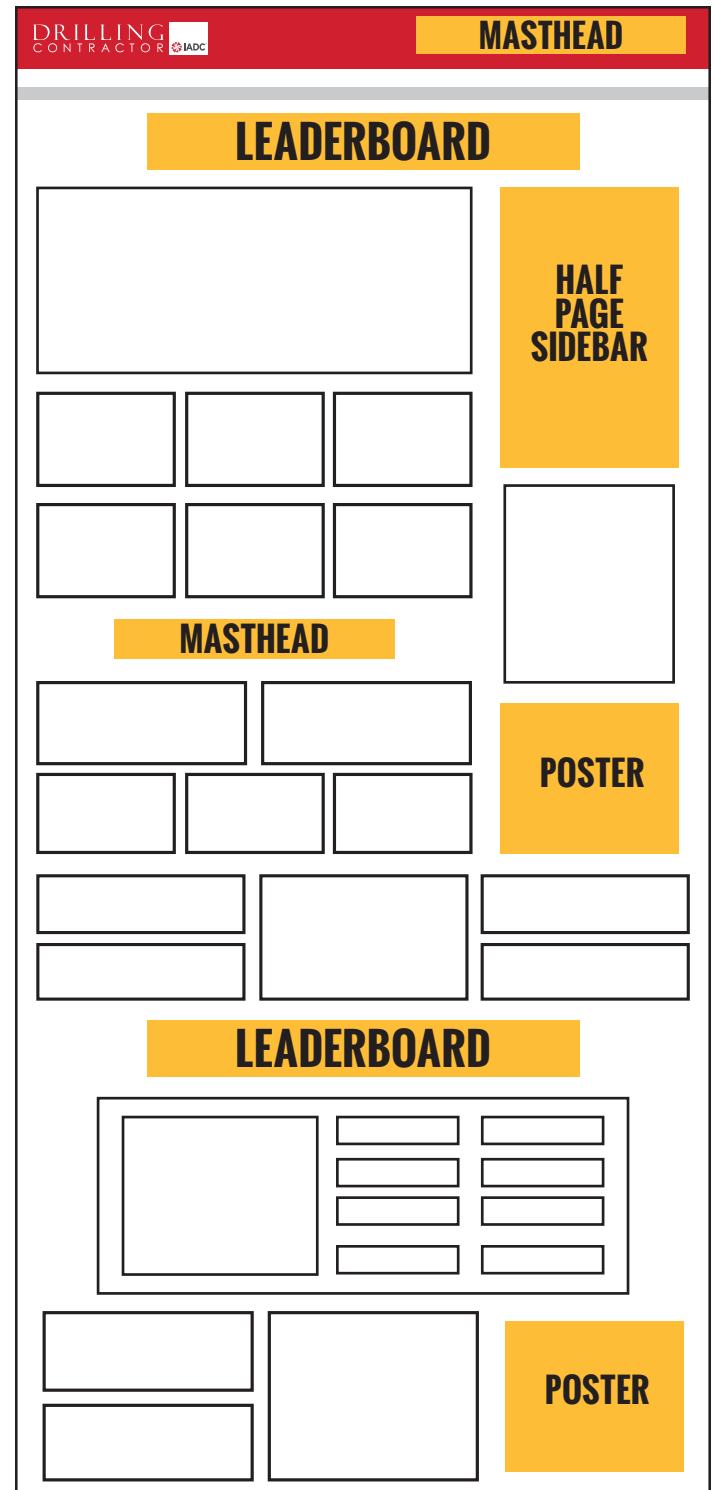 DRILLING
CONTRACTOR
IADC
MASTHEAD
LEADERBOARD
HALF
PAGE
SIDEBAR
MASTHEAD
POSTER
LEADERBOARD
POSTER